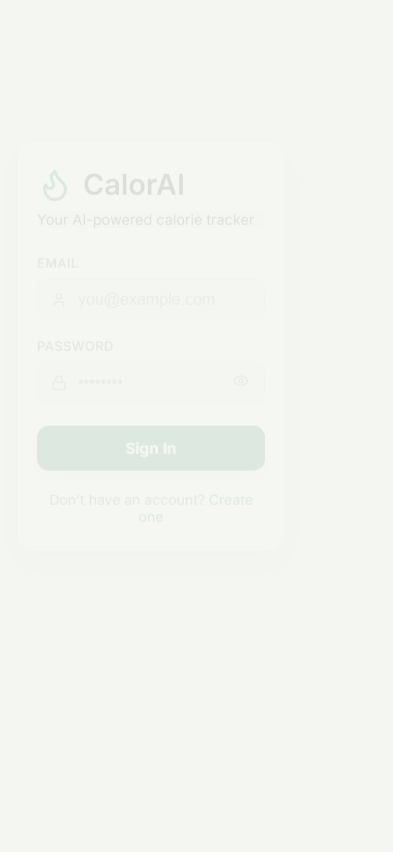 CalorAI
Your AI-powered calorie tracker
EMAIL
you@example.com
PASSWORD
••••••••
Sign In
Don't have an account? Create
one